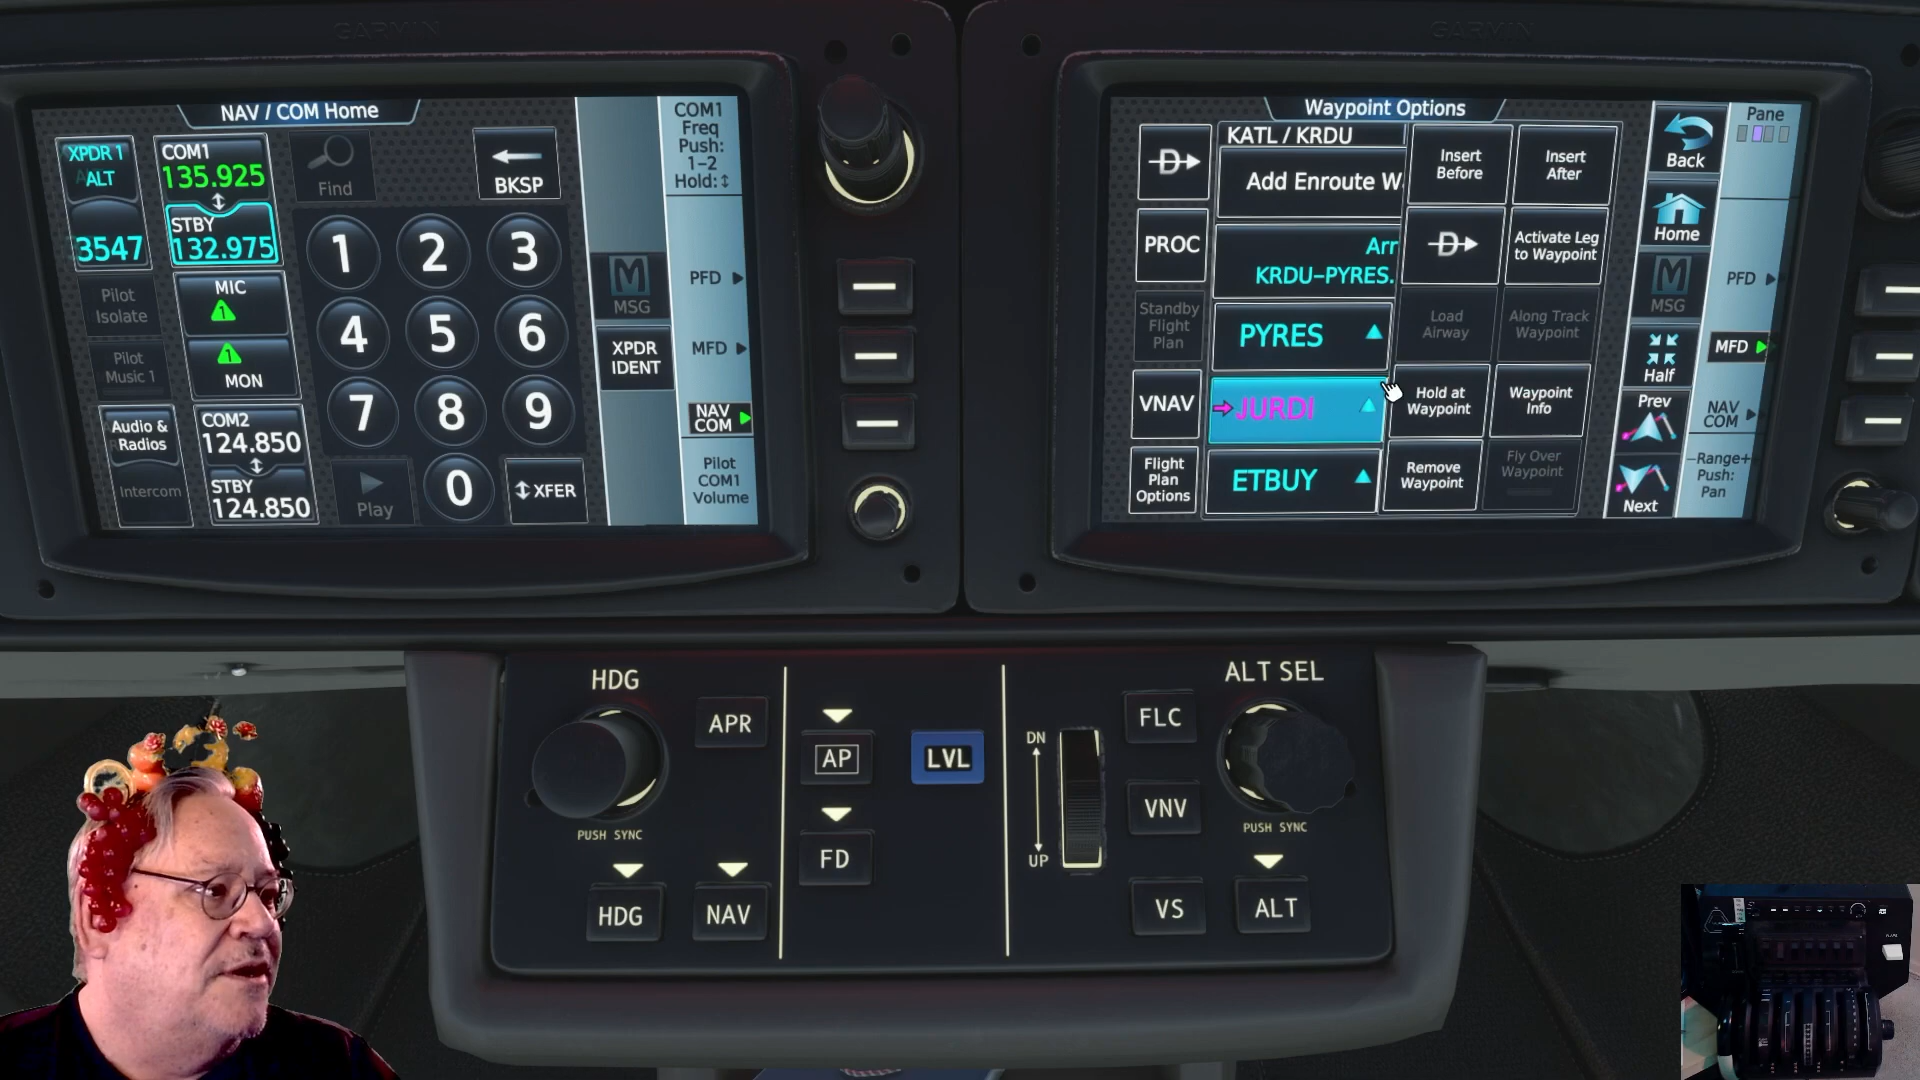 GARMIN
GARMIN
NAV / COM Home
XPDR 1
ALT
3547
COM1
135.925
STBY
132.975
Find
BKSP
COM1
Freq
Push:
1-2
Hold:
1
2
3
4
5
6
7
8
9
0
Pilot
Isolate
Pilot
Music 1
MIC
1
1
MON
Audio &
Radios
Intercom
COM2
124.850
STBY
124.850
Play
XFER
MSG
XPDR
IDENT
PFD
MFD
NAV
COM
Pilot
COM1
Volume
Waypoint Options
D
PROC
Standby
Flight
Plan
VNAV
Flight
Plan
Options
KATL / KRDU
Add Enroute W
Arr
KRDU–PYRES.
PYRES
JURDI
ETBUY
Insert
Before
Insert
After
D
Activate Leg
to Waypoint
Load
Airway
Along Track
Waypoint
Hold at
Waypoint
Waypoint
Info
Remove
Waypoint
Fly Over
Waypoint
Back
Home
MSG
Half
Prev
Next
Pane
PFD
MFD
NAV
COM
–Range+
Push:
Pan
HDG
APR
PUSH SYNC
HDG
NAV
AP
FD
LVL
DN
UP
ALT SEL
FLC
VNV
VS
PUSH SYNC
ALT